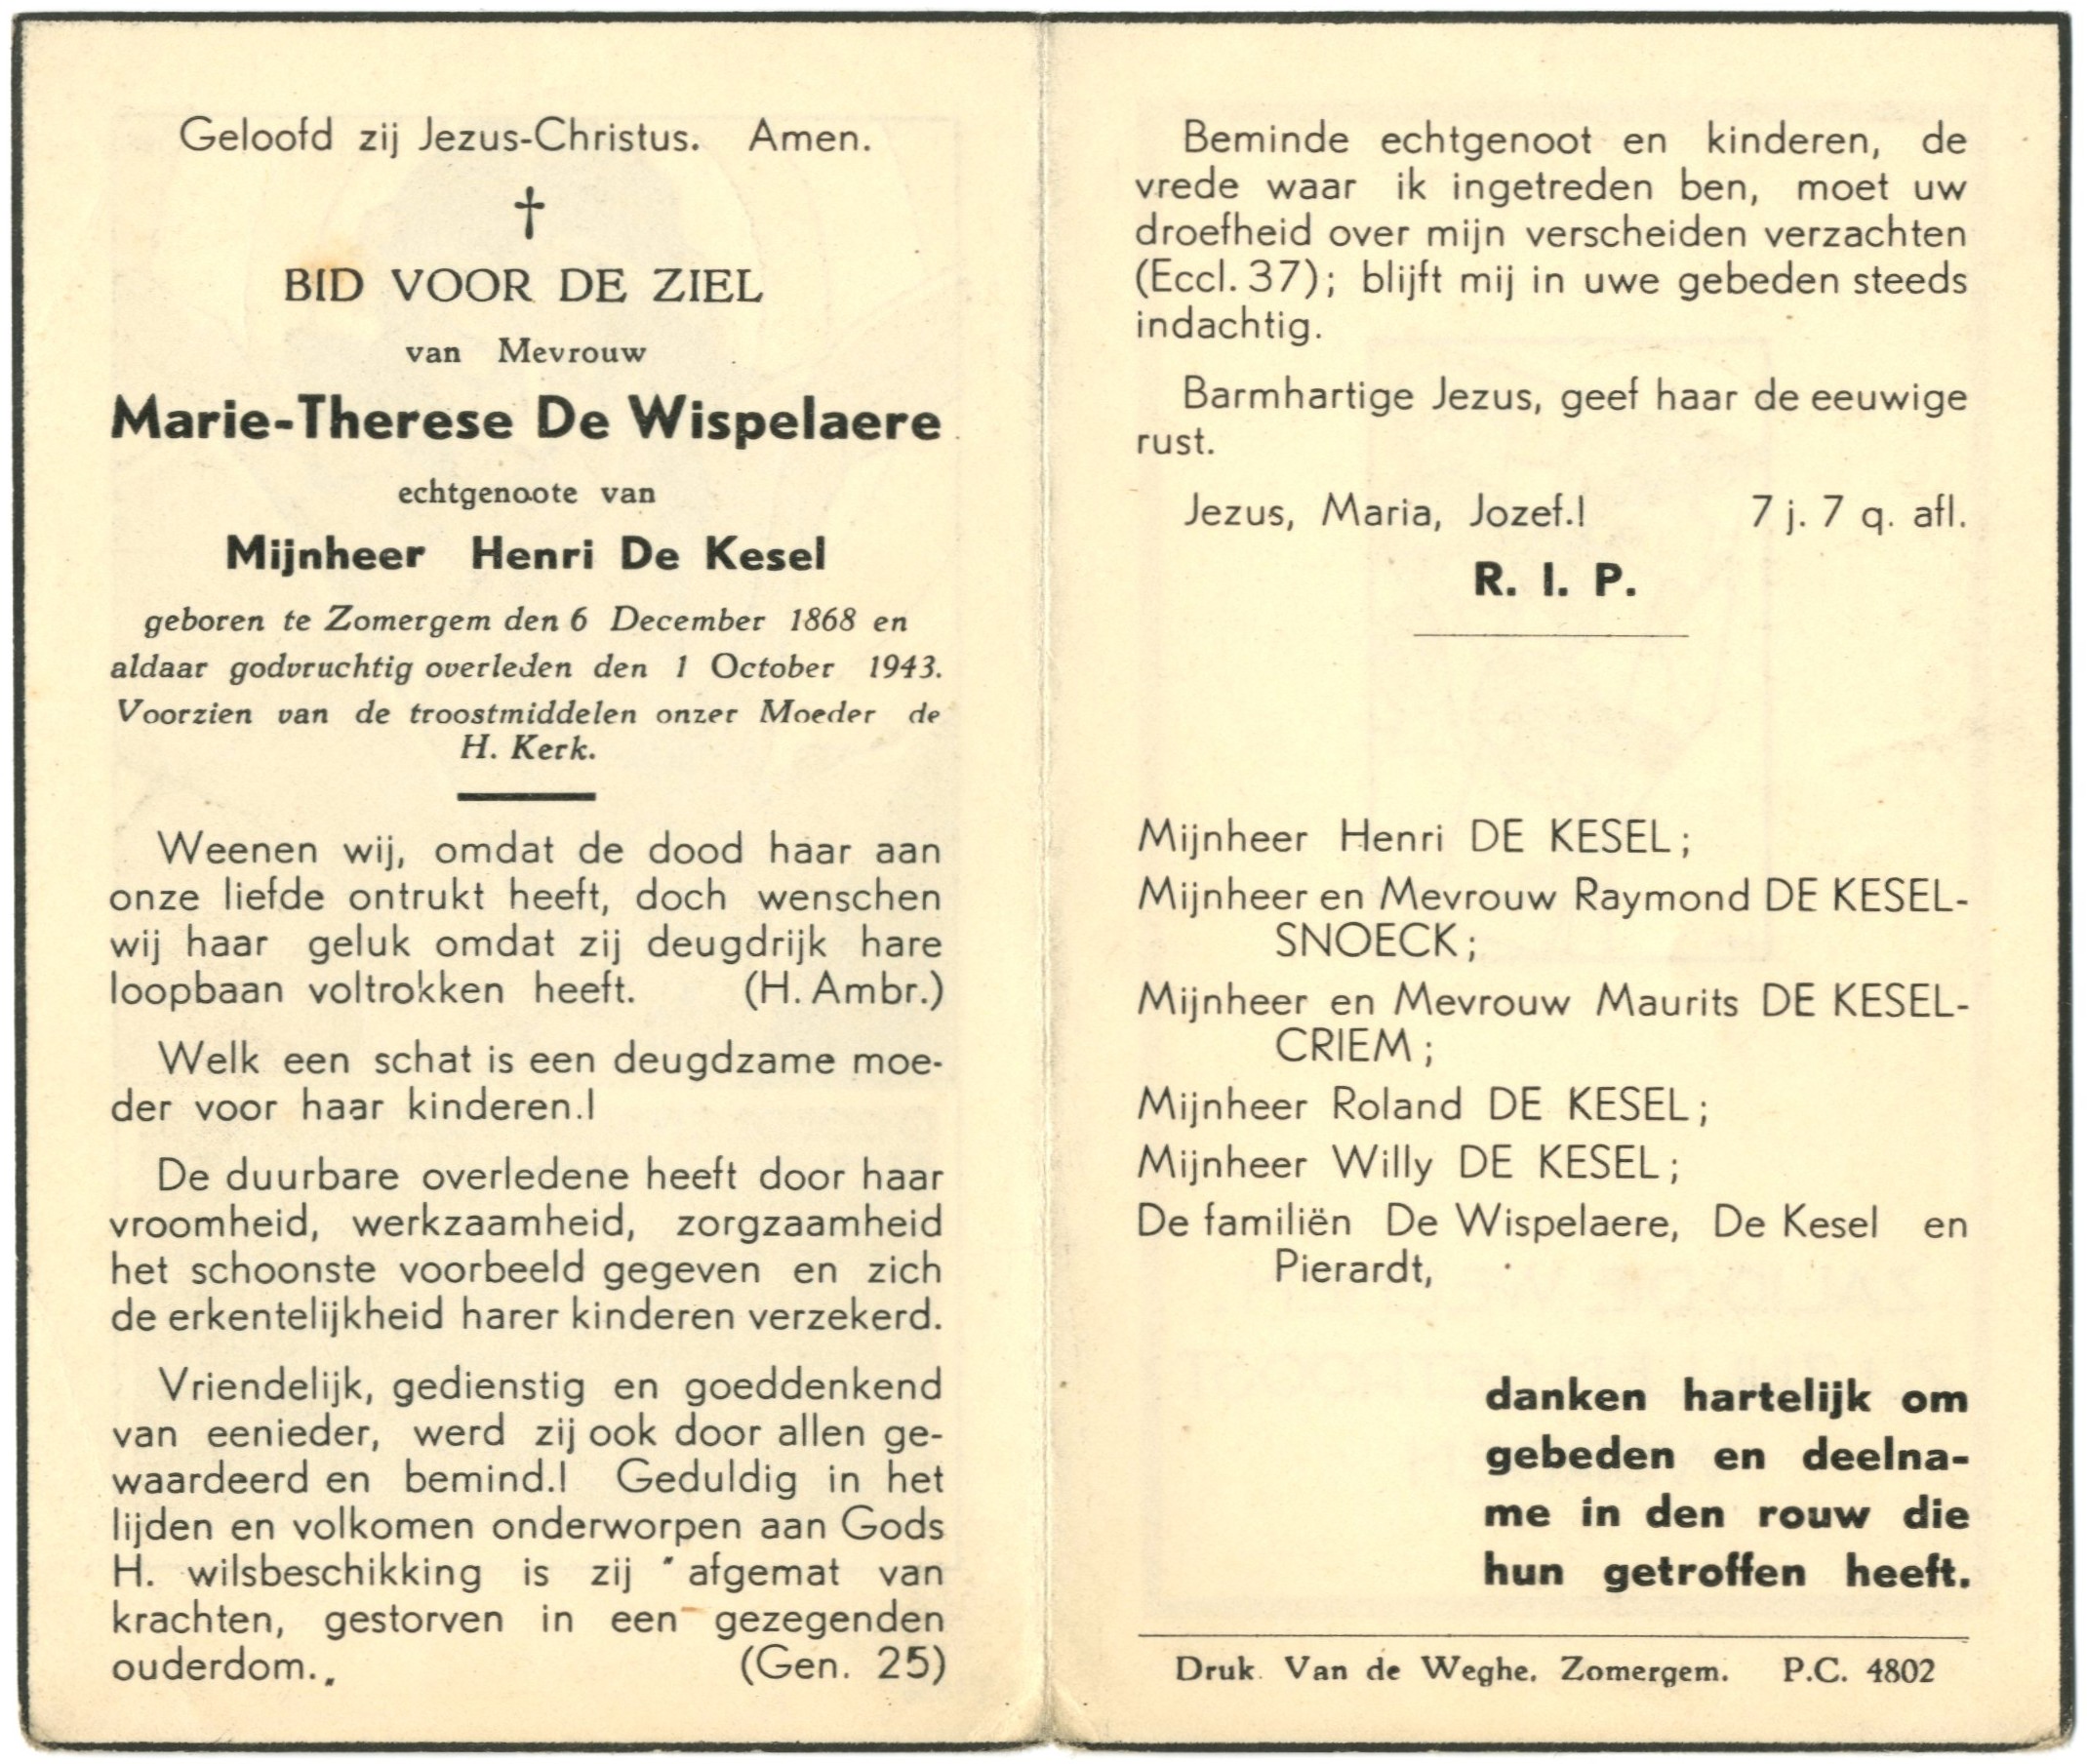 Geloofd zij Jezus-Christus. Amen.
†
BID VOOR DE ZIEL
van Mevrouw
Marie-Therese De Wispelaere
echtgenoote van
Mijnheer Henri De Kesel
geboren te Zomergem den 6 December 1868 en
aldaar godvruchtig overleden den 1 October 1943.
Voorzien van de troostmiddelen onzer Moeder de
H. Kerk.
Weenen wij, omdat de dood haar aan
onze liefde ontrukt heeft, doch wenschen
wij haar geluk omdat zij deugdrijk hare
loopbaan voltrokken heeft. (H. Ambr.)
Welk een schat is een deugdzame moe-
der voor haar kinderen.!
De duurbare overledene heeft door haar
vroomheid, werkzaamheid, zorgzaamheid
het schoonste voorbeeld gegeven en zich
de erkentelijkheid harer kinderen verzekerd.
Vriendelijk, gedienstig en goeddenkend
van eenieder, werd zij ook door allen ge-
waardeerd en bemind.! Geduldig in het
lijden en volkomen onderworpen aan Gods
H. wilsbeschikking is zij " afgemat van
krachten, gestorven in een gezegenden
ouderdom.„ (Gen. 25)
Beminde echtgenoot en kinderen, de
vrede waar ik ingetreden ben, moet uw
droefheid over mijn verscheiden verzachten
(Eccl. 37); blijft mij in uwe gebeden steeds
indachtig.
Barmhartige Jezus, geef haar de eeuwige
rust.
Jezus, Maria, Jozef.! 7 j. 7 q. afl.
R. I. P.
Mijnheer Henri DE KESEL;
Mijnheer en Mevrouw Raymond DE KESEL-
SNOECK;
Mijnheer en Mevrouw Maurits DE KESEL-
CRIEM;
Mijnheer Roland DE KESEL;
Mijnheer Willy DE KESEL;
De familiën De Wispelaere, De Kesel en
Pierardt,
danken hartelijk om
gebeden en deelna-
me in den rouw die
hun getroffen heeft.
Druk. Van de Weghe, Zomergem. P.C. 4802